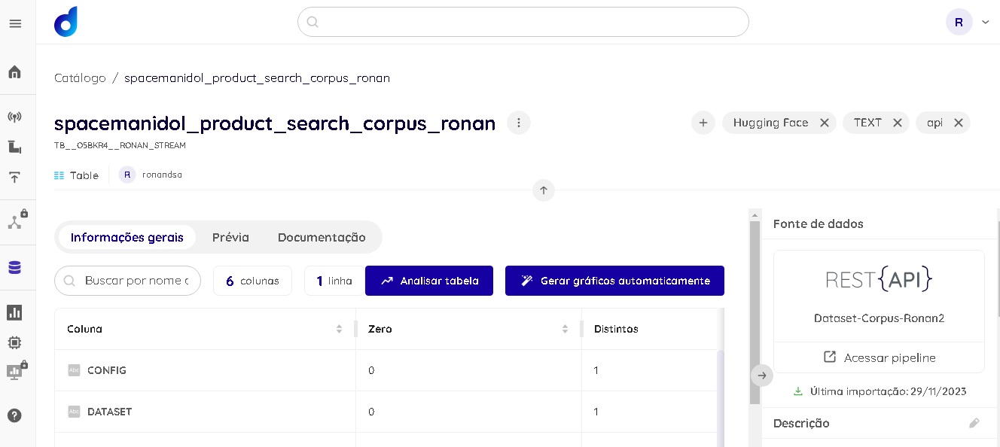 R
Catálogo / spacemanidol_product_search_corpus_ronan
spacemanidol_product_search_corpus_ronan
Hugging Face
TEXT
api
TB__O5BKR4__RONAN_STREAM
Table
R ronandsa
Informações gerais
Prévia
Documentação
Buscar por nome c
6 colunas
1 linha
Analisar tabela
Gerar gráficos automaticamente
Coluna
Zero
Distintos
Abc CONFIG
0
1
Abc DATASET
0
1
Fonte de dados
REST{API}
Dataset-Corpus-Ronan2
Acessar pipeline
Última importação: 29/11/2023
Descrição